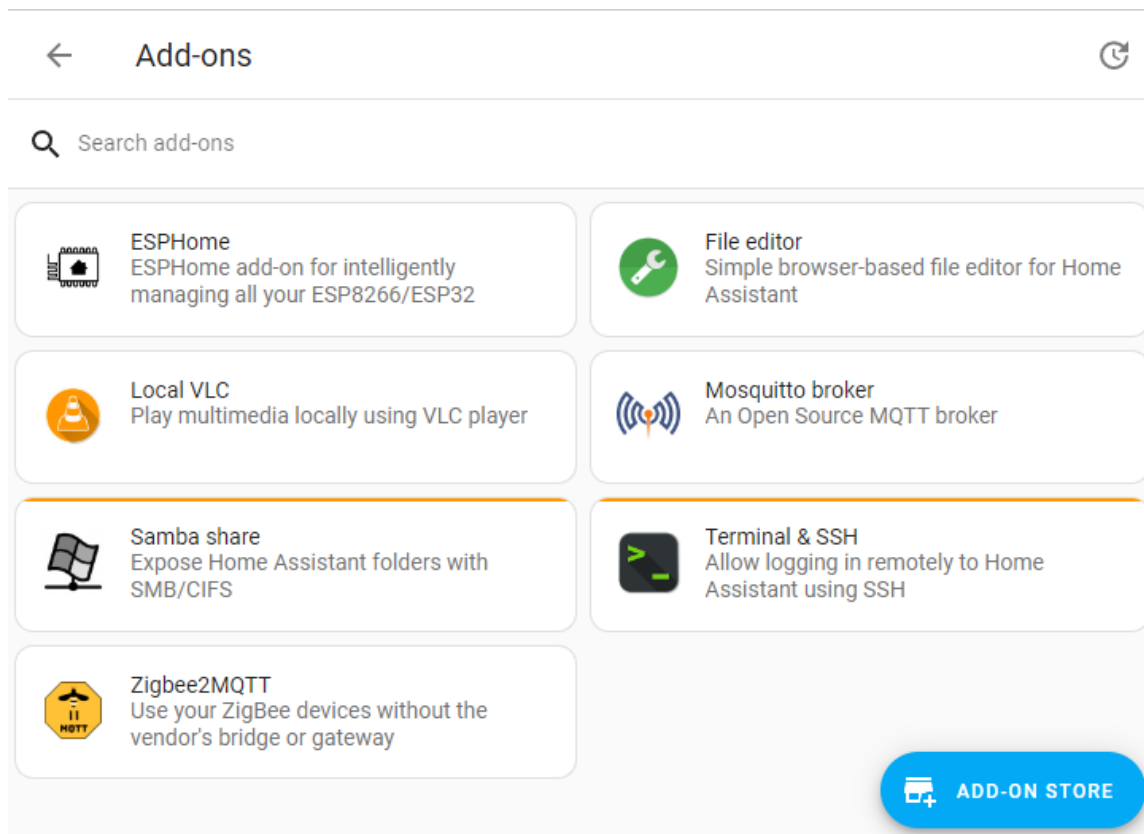 Add-ons
Search add-ons
ESPHome
ESPHome add-on for intelligently
managing all your ESP8266/ESP32
File editor
Simple browser-based file editor for Home
Assistant
Local VLC
Play multimedia locally using VLC player
Mosquitto broker
An Open Source MQTT broker
Samba share
Expose Home Assistant folders with
SMB/CIFS
Terminal & SSH
Allow logging in remotely to Home
Assistant using SSH
MQTT
Zigbee2MQTT
Use your ZigBee devices without the
vendor's bridge or gateway
ADD-ON STORE